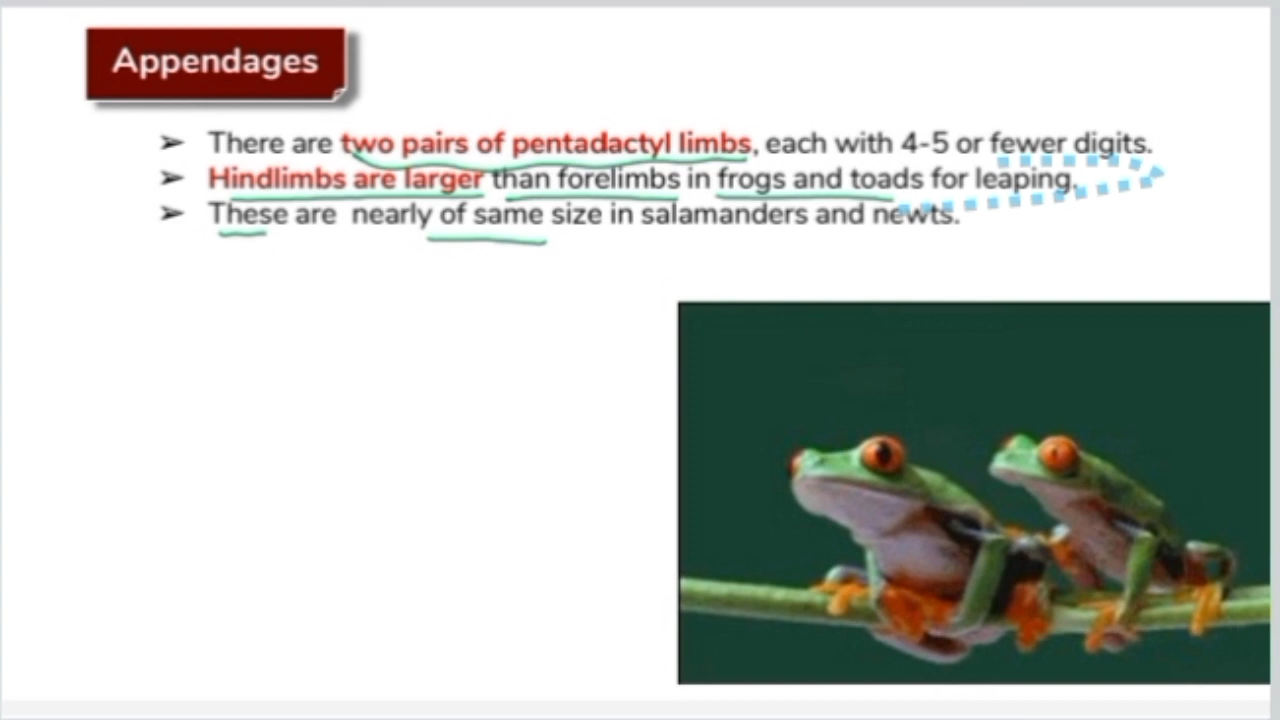 Appendages
➢ There are two pairs of pentadactyl limbs, each with 4-5 or fewer digits.
➢ Hindlimbs are larger than forelimbs in frogs and toads for leaping.
➢ These are nearly of same size in salamanders and newts.